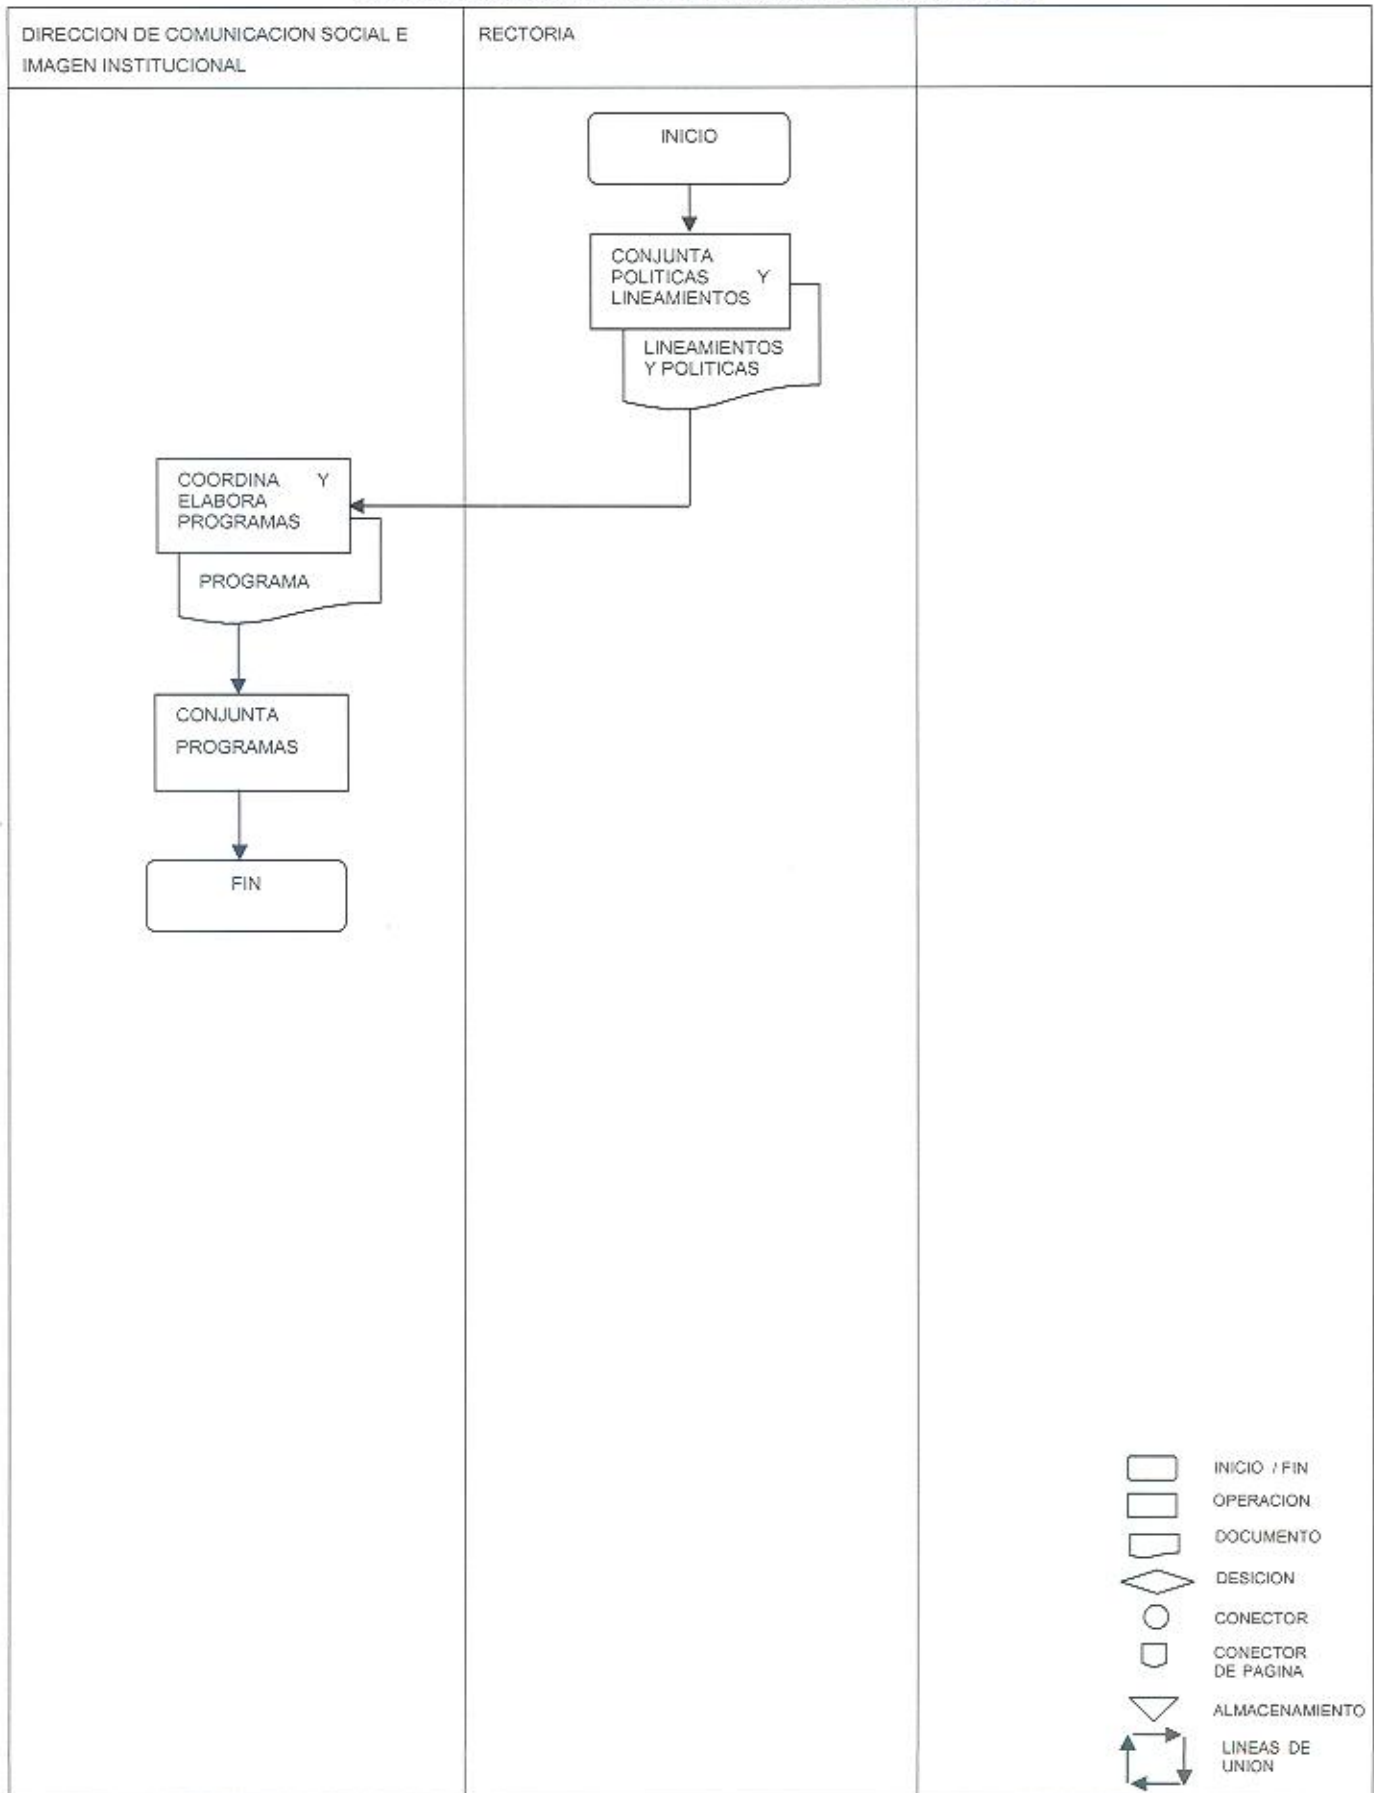 DIRECCION DE COMUNICACION SOCIAL E
IMAGEN INSTITUCIONAL
RECTORIA
INICIO
CONJUNTA
POLITICAS Y
LINEAMIENTOS
LINEAMIENTOS
Y POLITICAS
COORDINA Y
ELABORA
PROGRAMAS
PROGRAMA
CONJUNTA
PROGRAMAS
FIN
INICIO / FIN
OPERACION
DOCUMENTO
DESICION
CONECTOR
CONECTOR
DE PAGINA
ALMACENAMIENTO
LINEAS DE
UNION